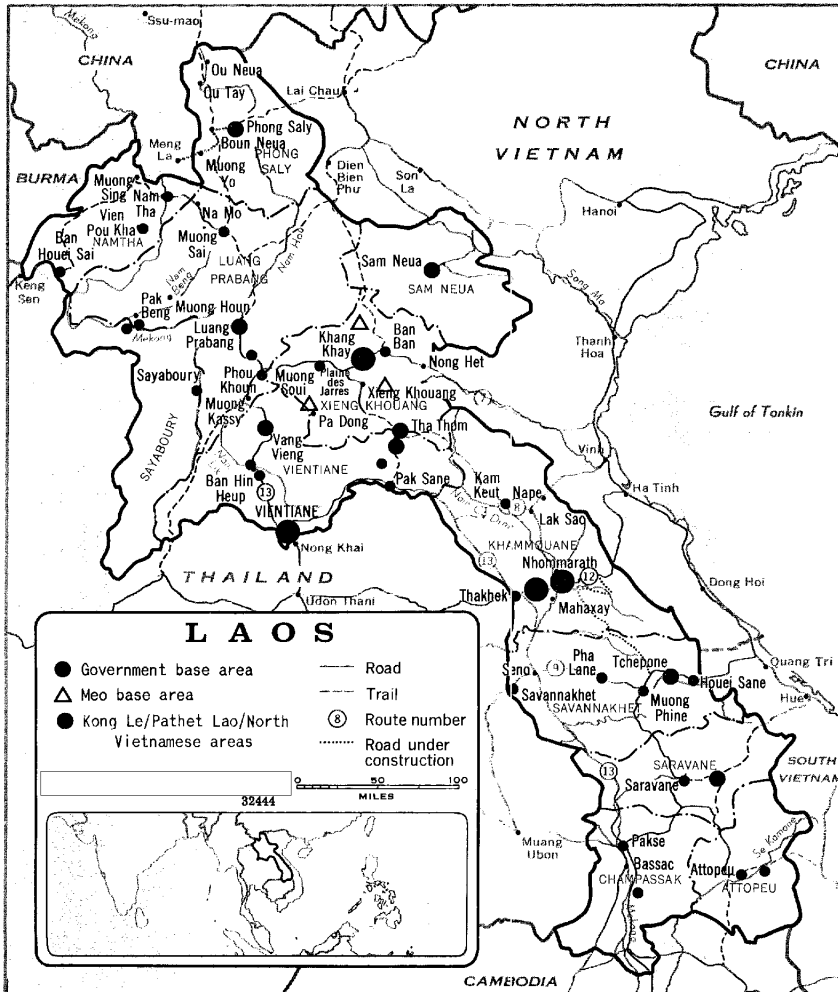 Mekong
Ssu-mao
CHINA
CHINA
Ou Neua
Ou Tay
Lai Chau
Phong Saly
Boun Neua
PHONG
SALY
Meng
La
Muong
Yo
NORTH
VIETNAM
Dien
Bien
Phu
Son
La
Hanoi
BURMA
Muong
Sing
Nam
Tha
Vien
Pou Kha
NAMTHA
Na Mo
Muong
Sai
Ban
Houei Sai
Keng
Sen
LUANG
PRABANG
Nam Hou
Nam
Beng
Sam Neua
SAM NEUA
Song Ma
Pak
Beng
Muong Houn
Mekong
Luang
Prabang
Khang
Khay
Ban
Ban
Nong Het
Thanh
Hoa
Sayaboury
Phou
Khoun
Muong
Soui
Plaine
des
Jarres
Xieng Khouang
XIENG KHOUANG
7
Gulf of Tonkin
Muong
Kassy
Pa Dong
Tha Thom
SAYABOURY
Vang
Vieng
VIENTIANE
Vinh
Ban Hin
Heup
13
Pak Sane
Kam
Keut
Nape
8
Lak Sao
Ha Tinh
VIENTIANE
Nong Khai
KHAMMOUANE
13
Nhommarath
12
THAILAND
Udon Thani
Thakhek
Mahaxay
Dong Hoi
LAOS
Government base area
Meo base area
Kong Le/Pathet Lao/North
Vietnamese areas
Road
Trail
8 Route number
Road under
construction
0 50 100
MILES
32444
Seno
9
Pha
Lane
Tchepone
Houei Sane
Quang Tri
Savannakhet
SAVANNAKHET
Muong
Phine
Hue
13
SARAVANE
Saravane
SOUTH
VIETNAM
Muang
Ubon
Pakse
Bassac
CHAMPASSAK
Attopeu
ATTOPEU
Se Kamane
CAMBODIA